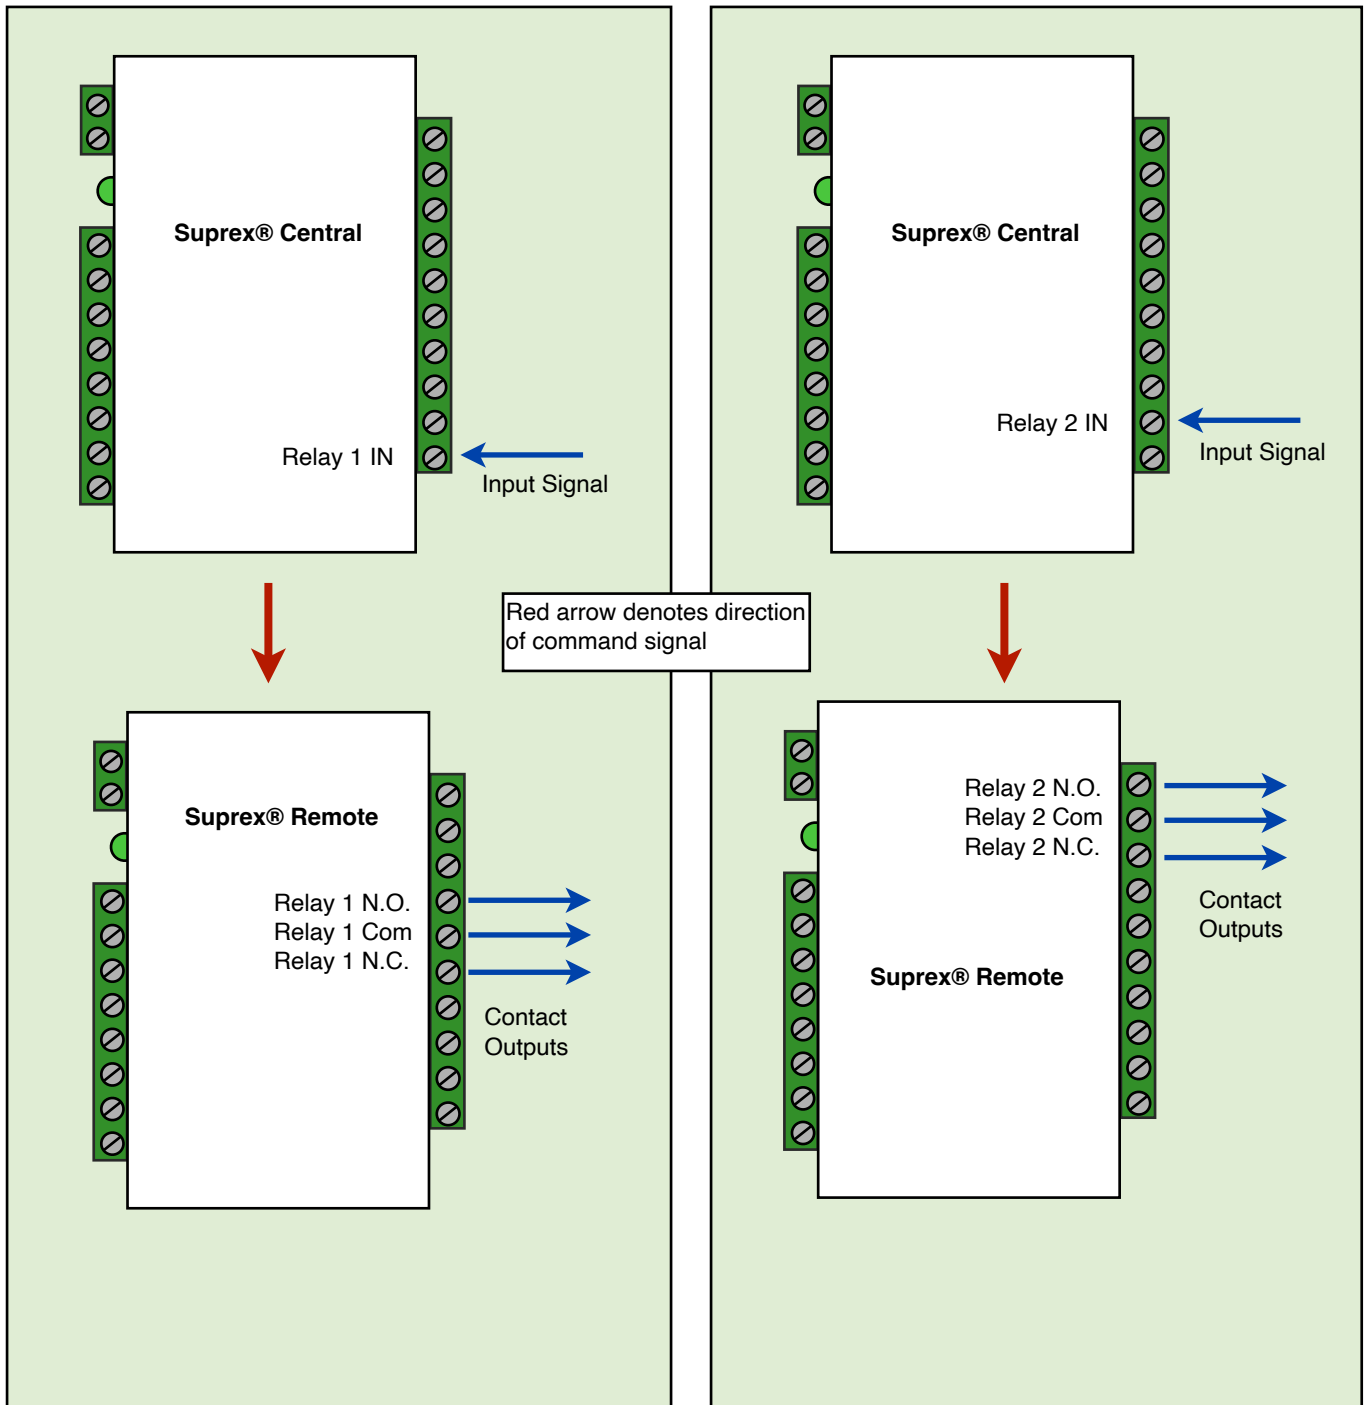 Suprex® Central
Relay 1 IN
Input Signal
Suprex® Central
Relay 2 IN
Input Signal
Red arrow denotes direction
of command signal
Suprex® Remote
Relay 1 N.O.
Relay 1 Com
Relay 1 N.C.
Contact
Outputs
Relay 2 N.O.
Relay 2 Com
Relay 2 N.C.
Contact
Outputs
Suprex® Remote